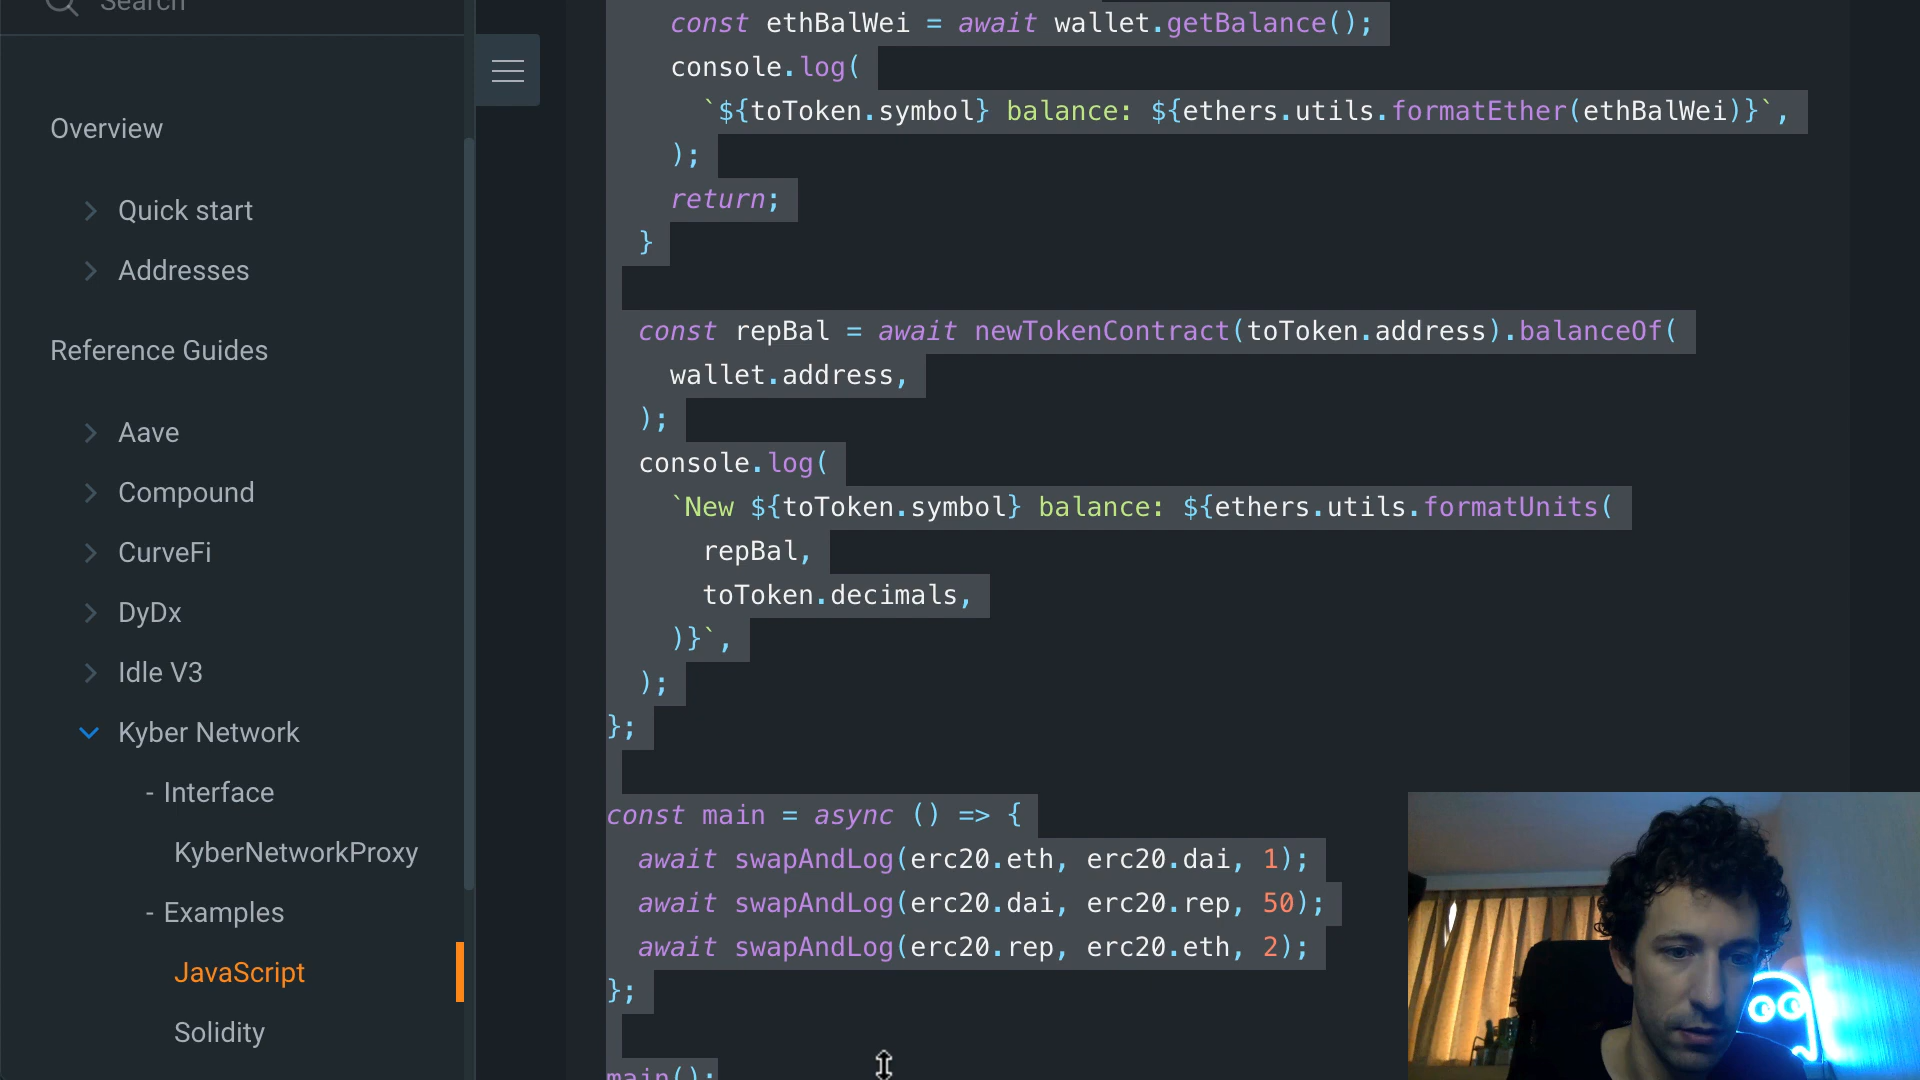 Search
Overview
Quick start
Addresses
Reference Guides
Aave
Compound
CurveFi
DyDx
Idle V3
Kyber Network
- Interface
KyberNetworkProxy
- Examples
JavaScript
Solidity
const ethBalWei = await wallet.getBalance();
console.log(
`${toToken.symbol} balance: ${ethers.utils.formatEther(ethBalWei)}`,
);
return;
}
const repBal = await newTokenContract(toToken.address).balanceOf(
wallet.address,
);
console.log(
`New ${toToken.symbol} balance: ${ethers.utils.formatUnits(
repBal,
toToken.decimals,
)}`,
);
};
const main = async () => {
await swapAndLog(erc20.eth, erc20.dai, 1);
await swapAndLog(erc20.dai, erc20.rep, 50);
await swapAndLog(erc20.rep, erc20.eth, 2);
};
main();